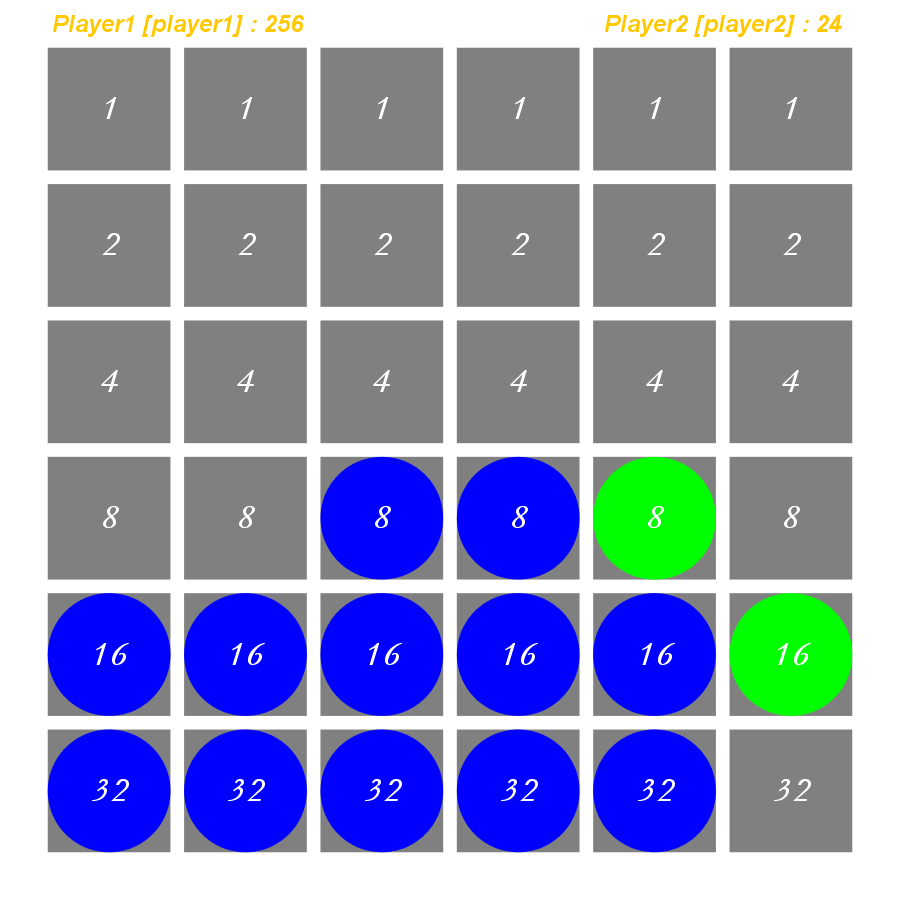 Player1 [player1] : 256 Player2 [player2] : 24
1 1 1 1 1 1
2 2 2 2 2 2
4 4 4 4 4 4
8 8 8 8 8 8
16 16 16 16 16 16
32 32 32 32 32 32